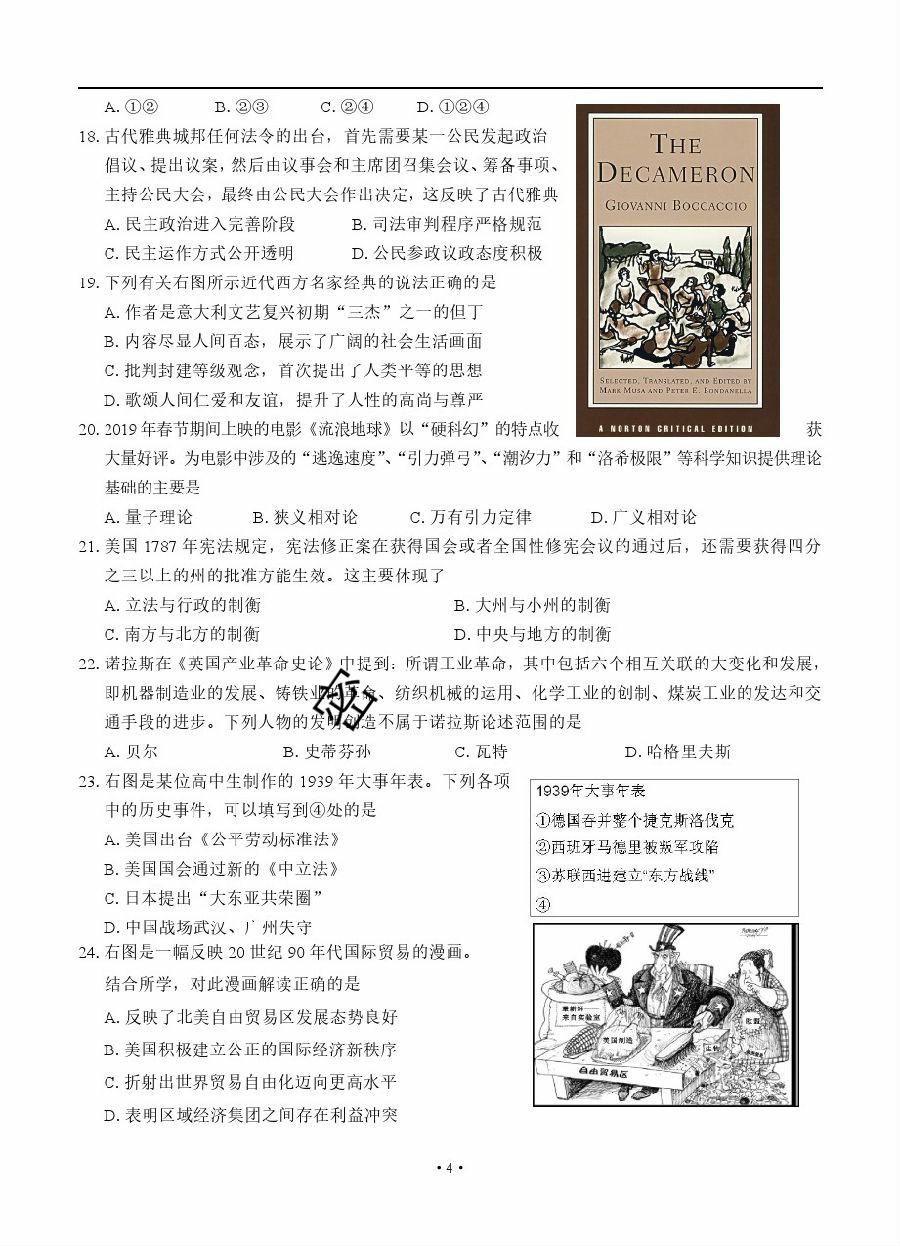 A. ①②　B. ②③　C. ②④　D. ①②④
18. 古代雅典城邦任何法令的出台，首先需要某一公民发起政治
倡议、提出议案，然后由议事会和主席团召集会议、筹备事项、
主持公民大会，最终由公民大会作出决定，这反映了古代雅典
A. 民主政治进入完善阶段　B. 司法审判程序严格规范
C. 民主运作方式公开透明　D. 公民参政议政态度积极
THE
DECAMERON
GIOVANNI BOCCACCIO
SELECTED, TRANSLATED, AND EDITED BY
MARK MUSA AND PETER E. BONDANELLA
A NORTON CRITICAL EDITION
19. 下列有关右图所示近代西方名家经典的说法正确的是
A. 作者是意大利文艺复兴初期“三杰”之一的但丁
B. 内容尽显人间百态，展示了广阔的社会生活画面
C. 批判封建等级观念，首次提出了人类平等的思想
D. 歌颂人间仁爱和友谊，提升了人性的高尚与尊严
20. 2019 年春节期间上映的电影《流浪地球》以“硬科幻”的特点收获
大量好评。为电影中涉及的“逃逸速度”、“引力弹弓”、“潮汐力”和“洛希极限”等科学知识提供理论
基础的主要是
A. 量子理论　B. 狭义相对论　C. 万有引力定律　D. 广义相对论
21. 美国 1787 年宪法规定，宪法修正案在获得国会或者全国性修宪会议的通过后，还需要获得四分
之三以上的州的批准方能生效。这主要体现了
A. 立法与行政的制衡　B. 大州与小州的制衡
C. 南方与北方的制衡　D. 中央与地方的制衡
22. 诺拉斯在《英国产业革命史论》中提到：所谓工业革命，其中包括六个相互关联的大变化和发展，
即机器制造业的发展、铸铁业的革命、纺织机械的运用、化学工业的创制、煤炭工业的发达和交
通手段的进步。下列人物的发明创造不属于诺拉斯论述范围的是
A. 贝尔　B. 史蒂芬孙　C. 瓦特　D. 哈格里夫斯
23. 右图是某位高中生制作的 1939 年大事年表。下列各项
中的历史事件，可以填写到④处的是
A. 美国出台《公平劳动标准法》
B. 美国国会通过新的《中立法》
C. 日本提出“大东亚共荣圈”
D. 中国战场武汉、广州失守
1939年大事年表
①德国吞并整个捷克斯洛伐克
②西班牙马德里被叛军攻陷
③苏联西进建立“东方战线”
④
24. 右图是一幅反映 20 世纪 90 年代国际贸易的漫画。
结合所学，对此漫画解读正确的是
A. 反映了北美自由贸易区发展态势良好
B. 美国积极建立公正的国际经济新秩序
C. 折射出世界贸易自由化迈向更高水平
D. 表明区域经济集团之间存在利益冲突
来自实验室
美国制造
自由贸易区
· 4 ·